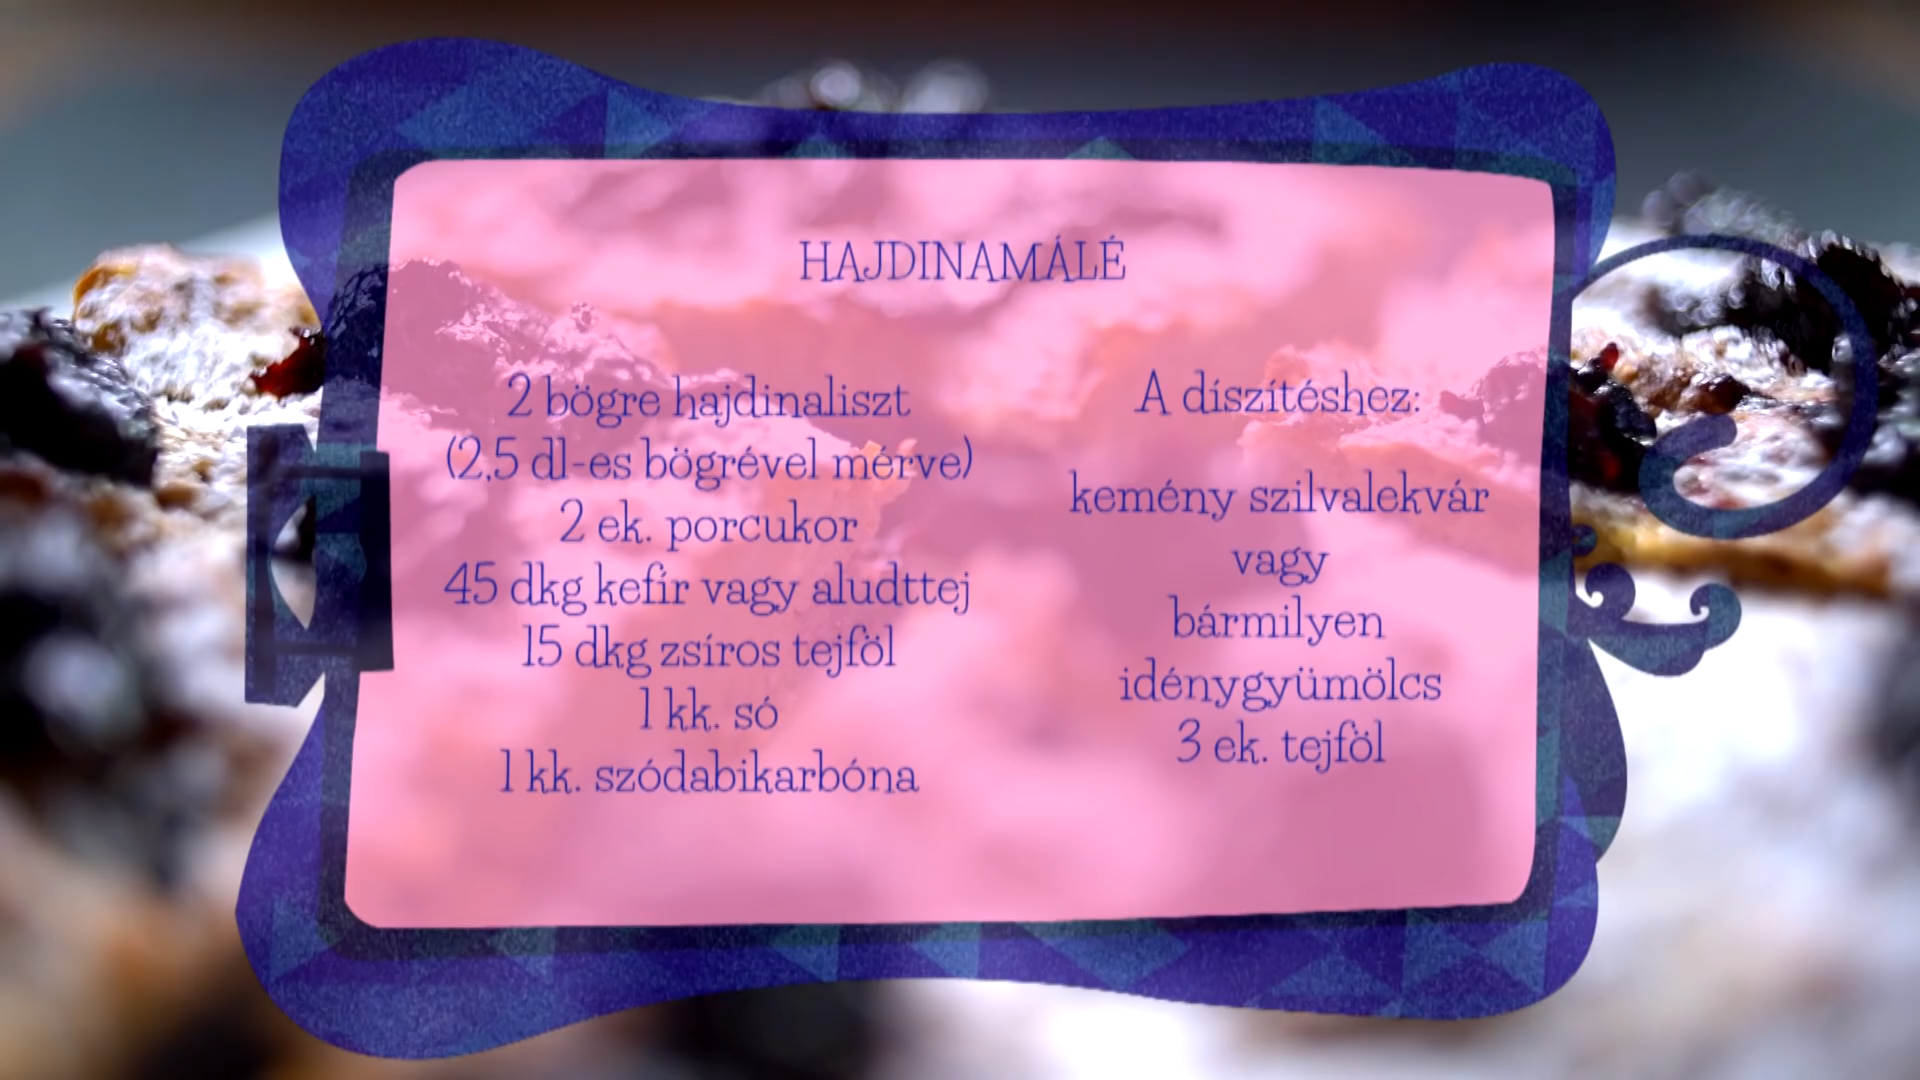 HAJDINAMÁLÉ
2 bögre hajdinaliszt
(2,5 dl-es bögrével mérve)
2 ek. porcukor
45 dkg kefir vagy aludttej
15 dkg zsíros tejföl
1 kk. só
1 kk. szódabikarbóna
A díszítéshez:
kemény szilvalekvár
vagy
bármilyen
idénygyümölcs
3 ek. tejföl